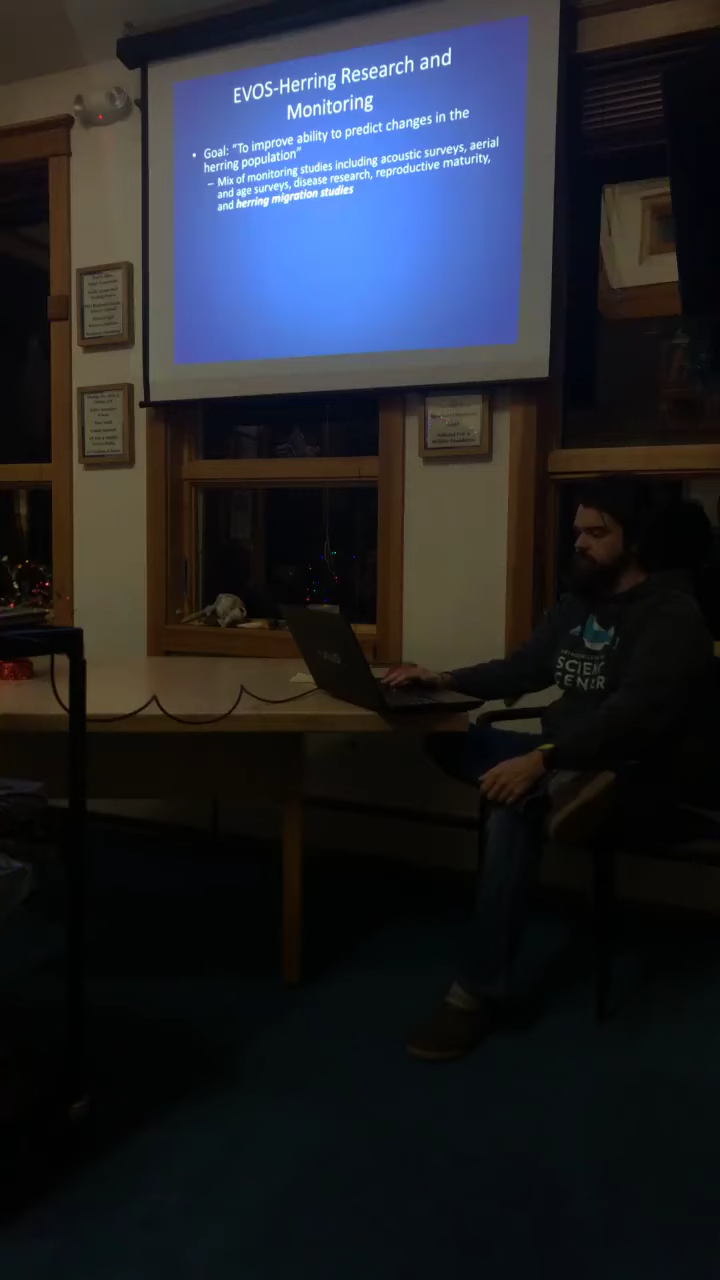 EVOS-Herring Research and
Monitoring
• Goal: "To improve ability to predict changes in the
herring population"
– Mix of monitoring studies including acoustic surveys, aerial
and age surveys, disease research, reproductive maturity,
and herring migration studies
SCIENCE
CENTER